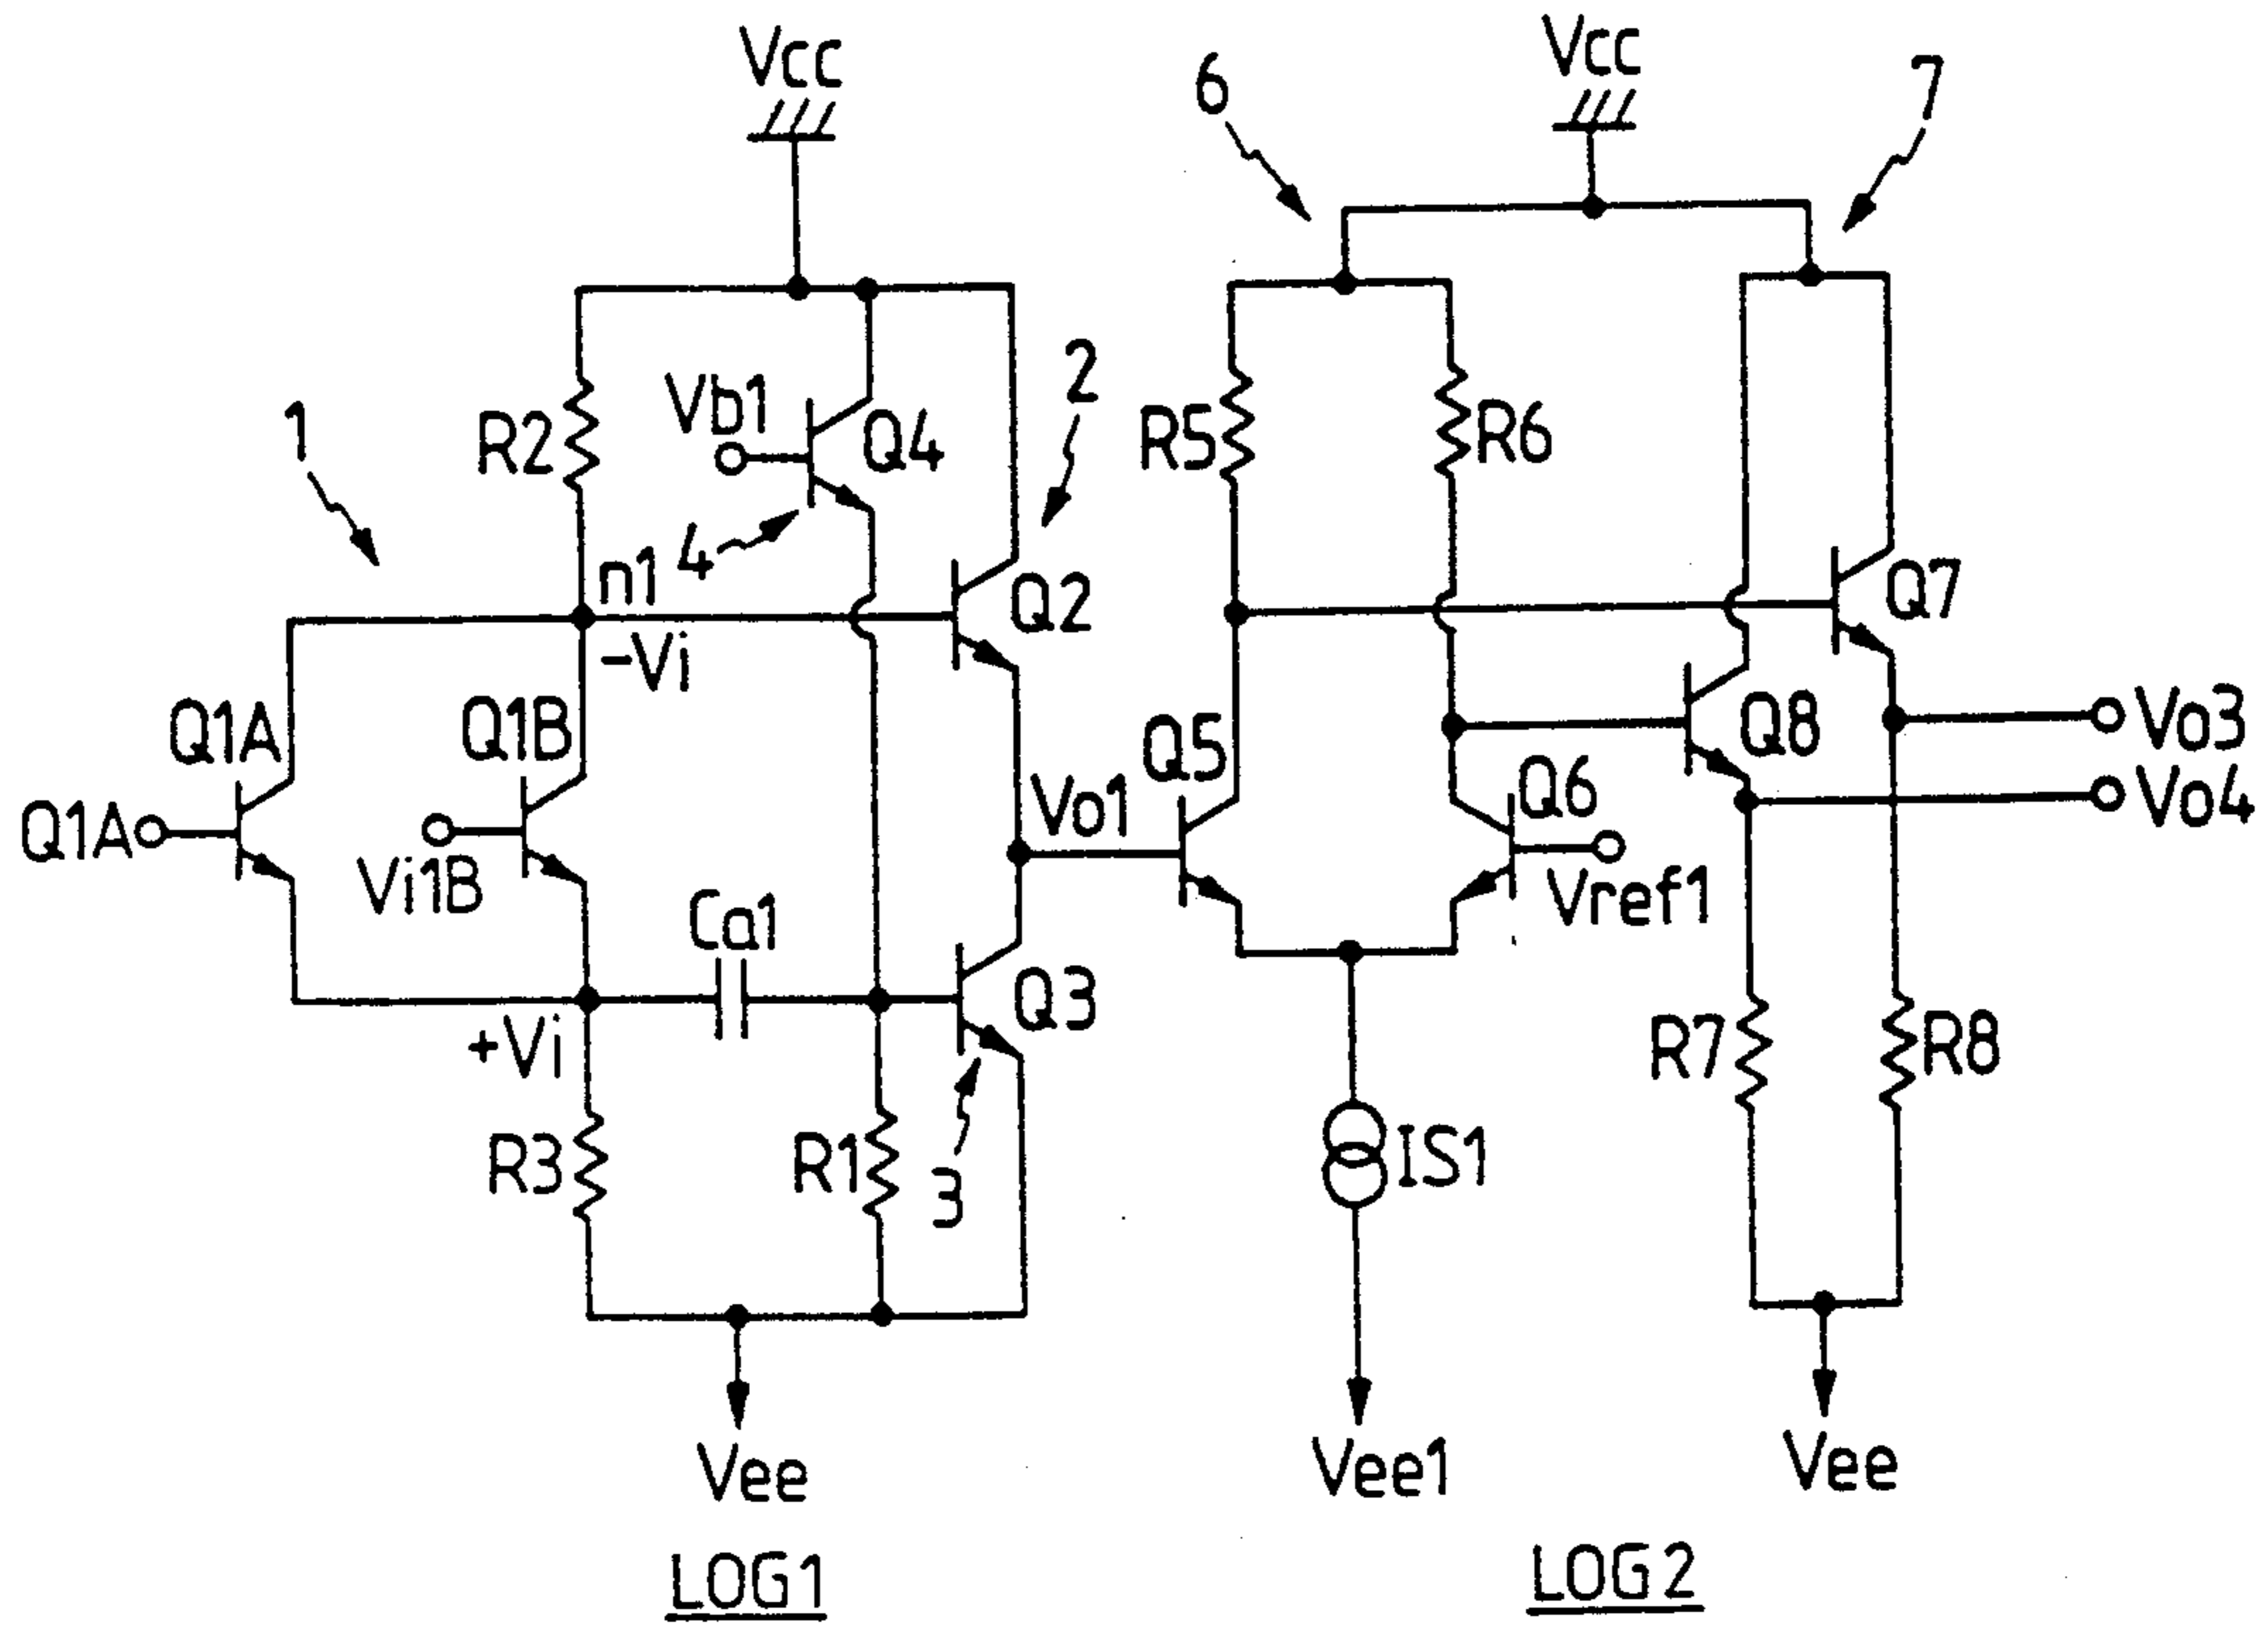 Vcc
Vcc
6
7
1
R2
Vb1
Q4
2
R5
R6
n1
4
Q2
Q7
-Vi
Q1A
Q1B
Q5
Q8
Vo3
Q1A
Vi1B
Vo1
Q6
Vo4
Ca1
Vref1
+Vi
Q3
R7
R8
R3
R1
3
IS1
Vee
Vee1
Vee
LOG1
LOG2